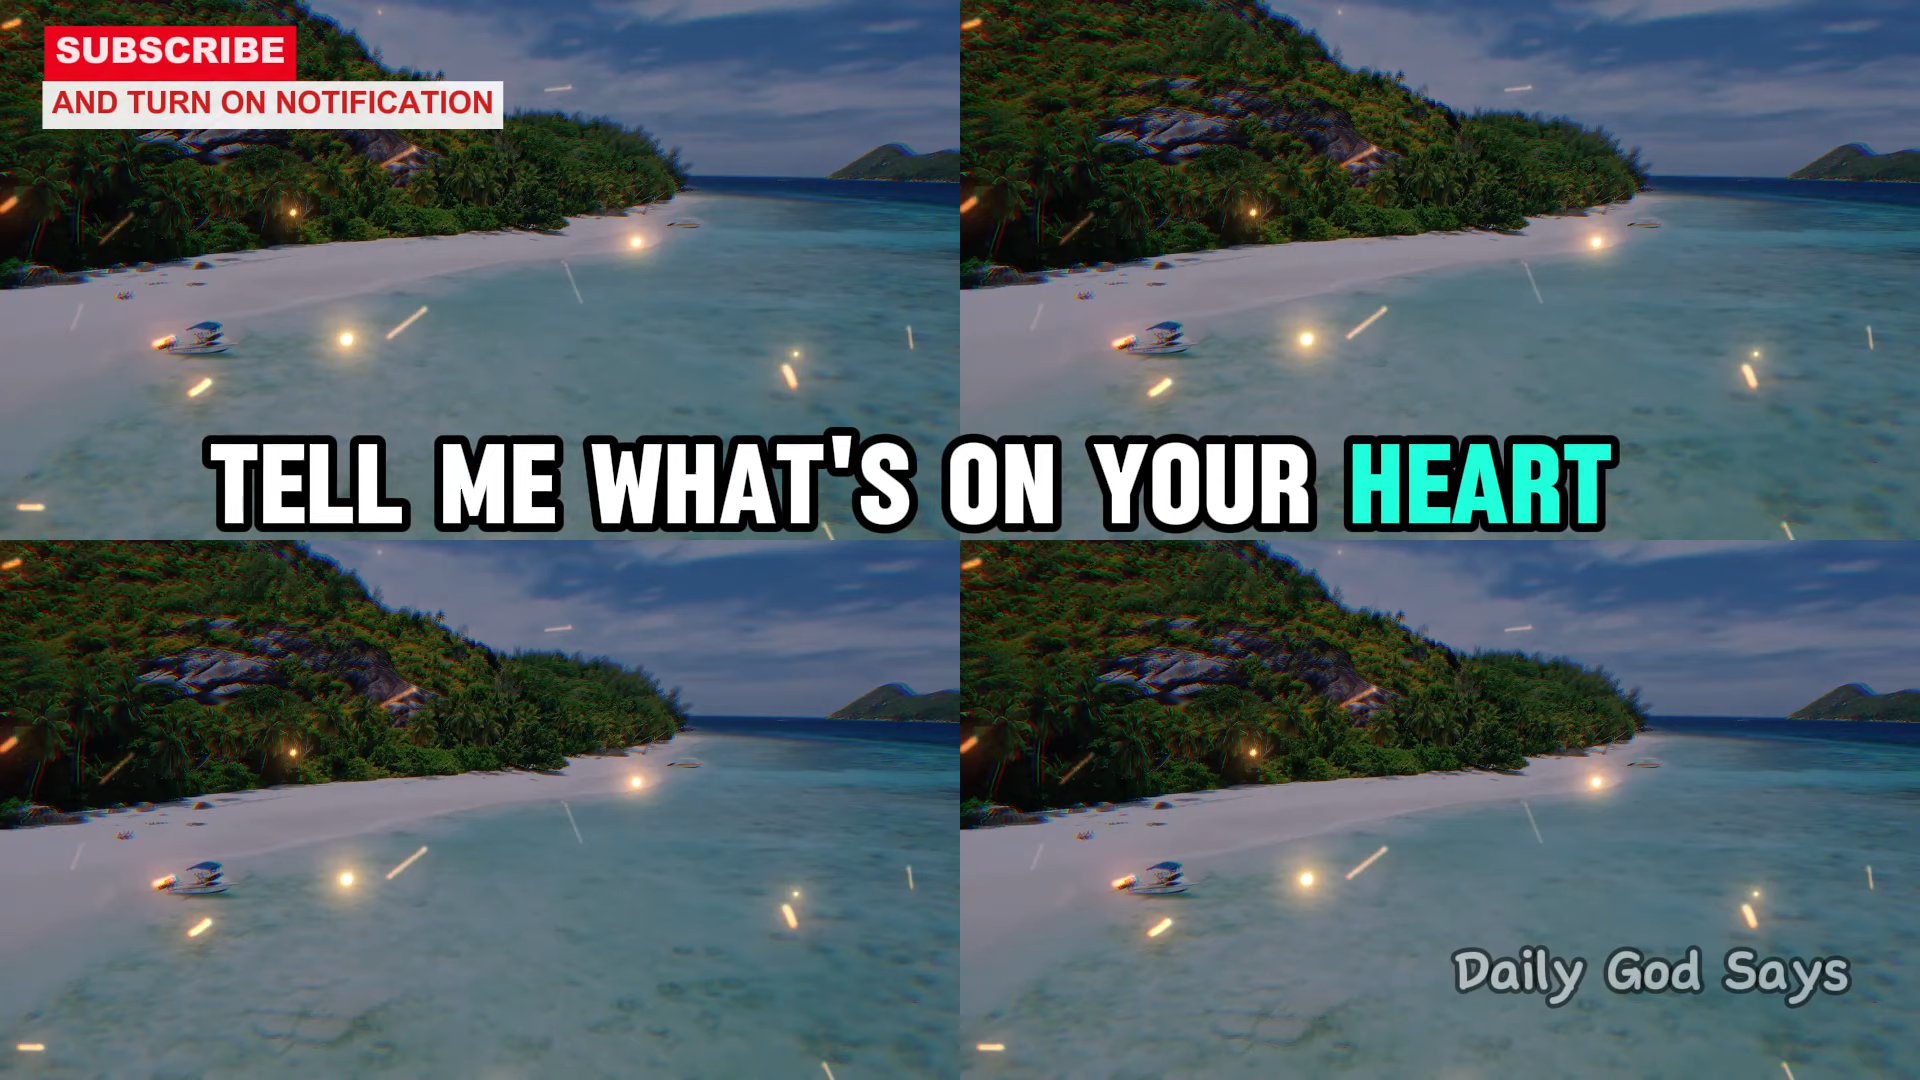 SUBSCRIBE
AND TURN ON NOTIFICATION
TELL ME WHAT'S ON YOUR HEART
Daily God Says